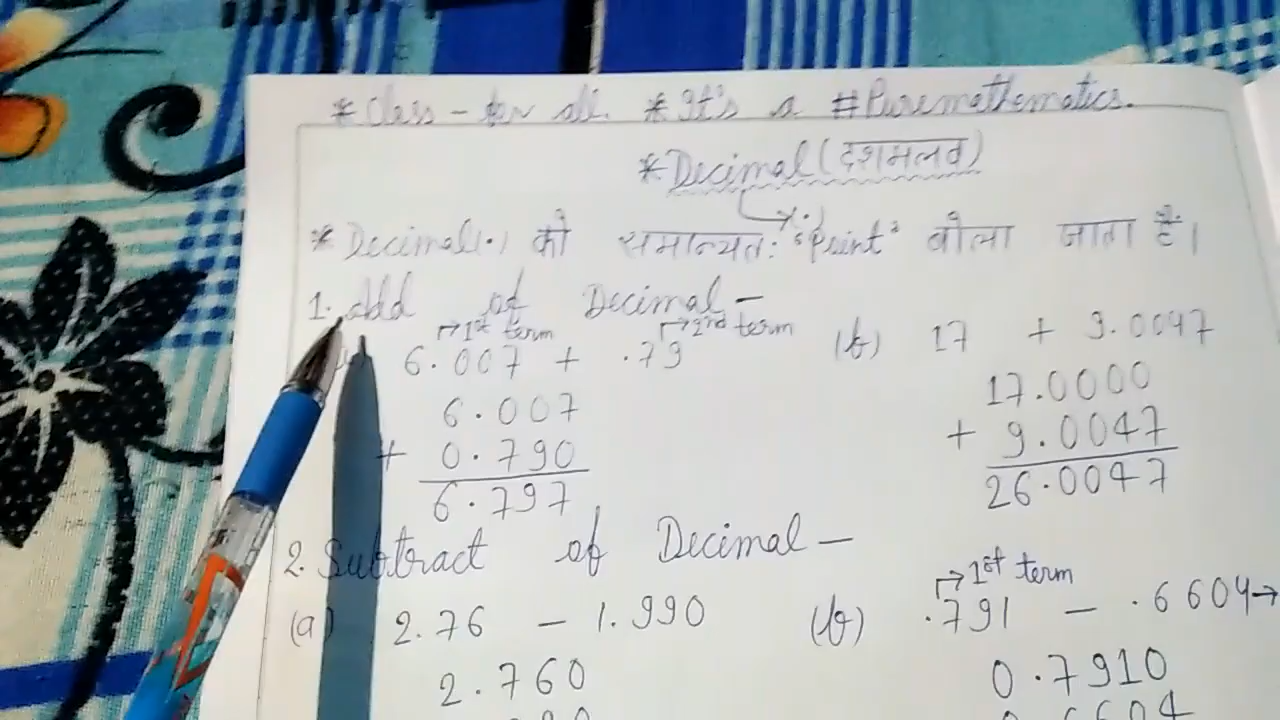 * Class - for all. * It's a #Puremathematics.
* Decimal (दशमलव)
(.)
* Decimal(.) को समान्यत: "Point" बोला जाता है।
1. Add of Decimal -
→1st term →2nd term
6.007 + .79
6.007
+ 0.790
6.797
(b) 17 + 9.0047
17.0000
+ 9.0047
26.0047
2. Subtract of Decimal -
(a) 2.76 - 1.990
2.760
→1st term
(b) .791 - .6604→
0.7910
0.6604